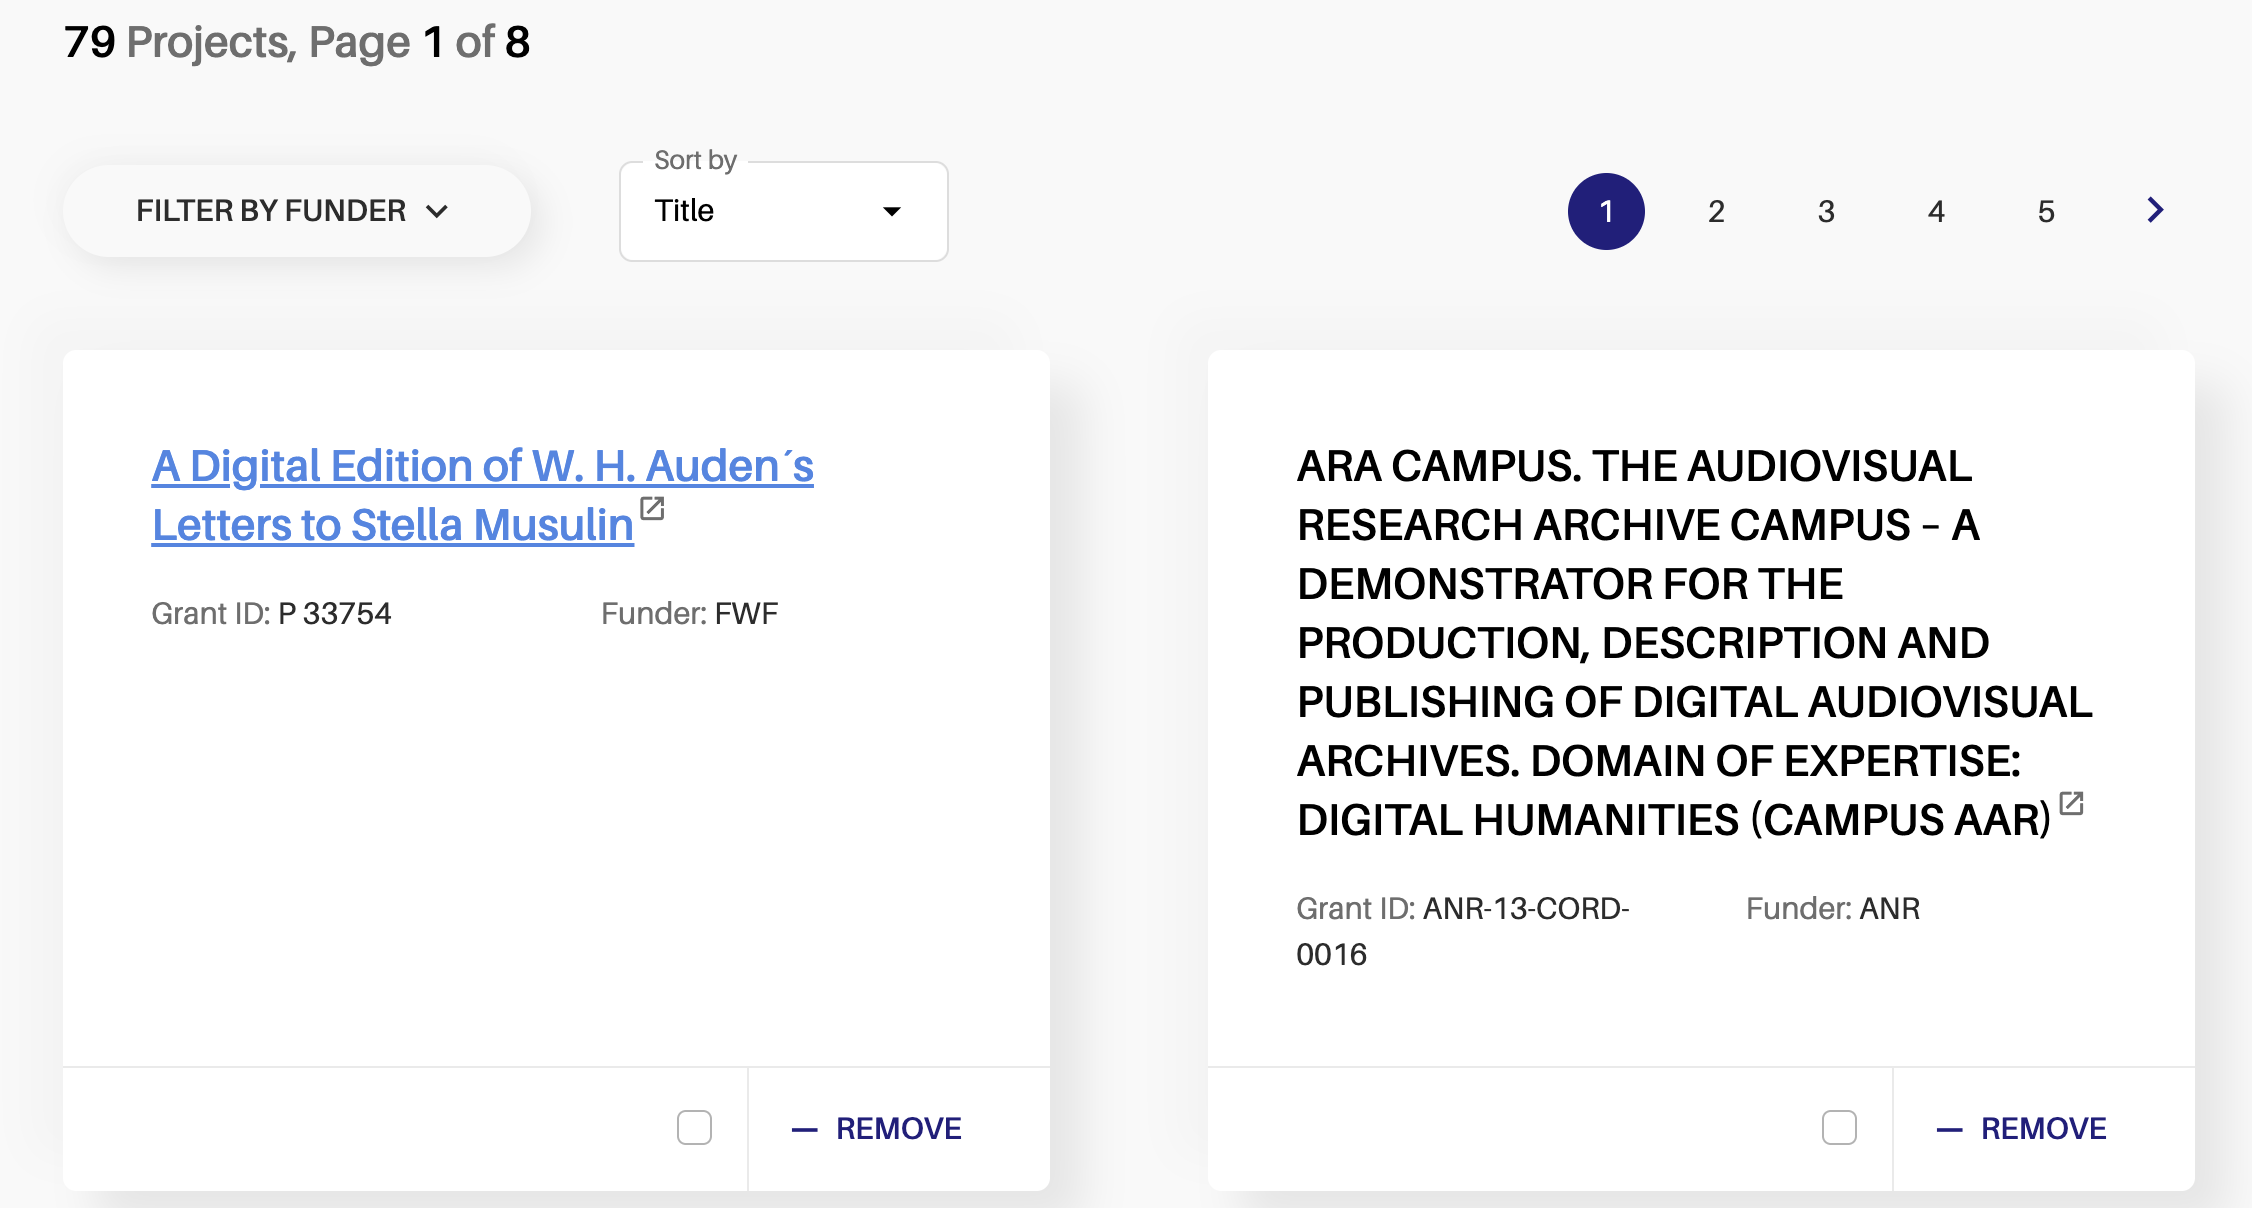 79 Projects, Page 1 of 8
FILTER BY FUNDER
Sort by
Title
1 2 3 4 5
A Digital Edition of W. H. Auden´s
Letters to Stella Musulin
Grant ID: P 33754
Funder: FWF
REMOVE
ARA CAMPUS. THE AUDIOVISUAL
RESEARCH ARCHIVE CAMPUS – A
DEMONSTRATOR FOR THE
PRODUCTION, DESCRIPTION AND
PUBLISHING OF DIGITAL AUDIOVISUAL
ARCHIVES. DOMAIN OF EXPERTISE:
DIGITAL HUMANITIES (CAMPUS AAR)
Grant ID: ANR-13-CORD-
0016
Funder: ANR
REMOVE